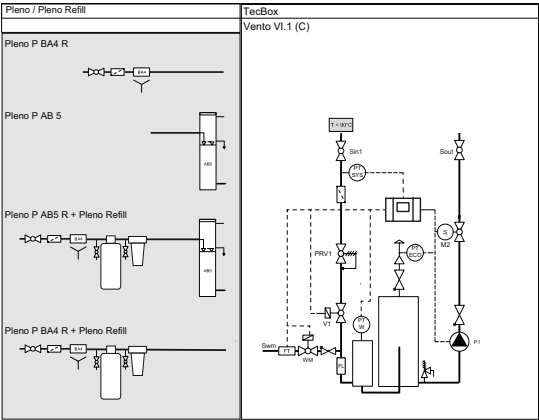 Pleno / Pleno Refill
TecBox
Vento VI.1 (C)
Pleno P BA4 R
BA4
Pleno P AB 5
AB5
Pleno P AB5 R + Pleno Refill
BA4
AB5
Pleno P BA4 R + Pleno Refill
BA4
T < 90°C
Sin1
Sout
PT
SYS
S
M2
PT
ECO
PRV1
V1
PT
W
Swm
FT
WM
FL
P1